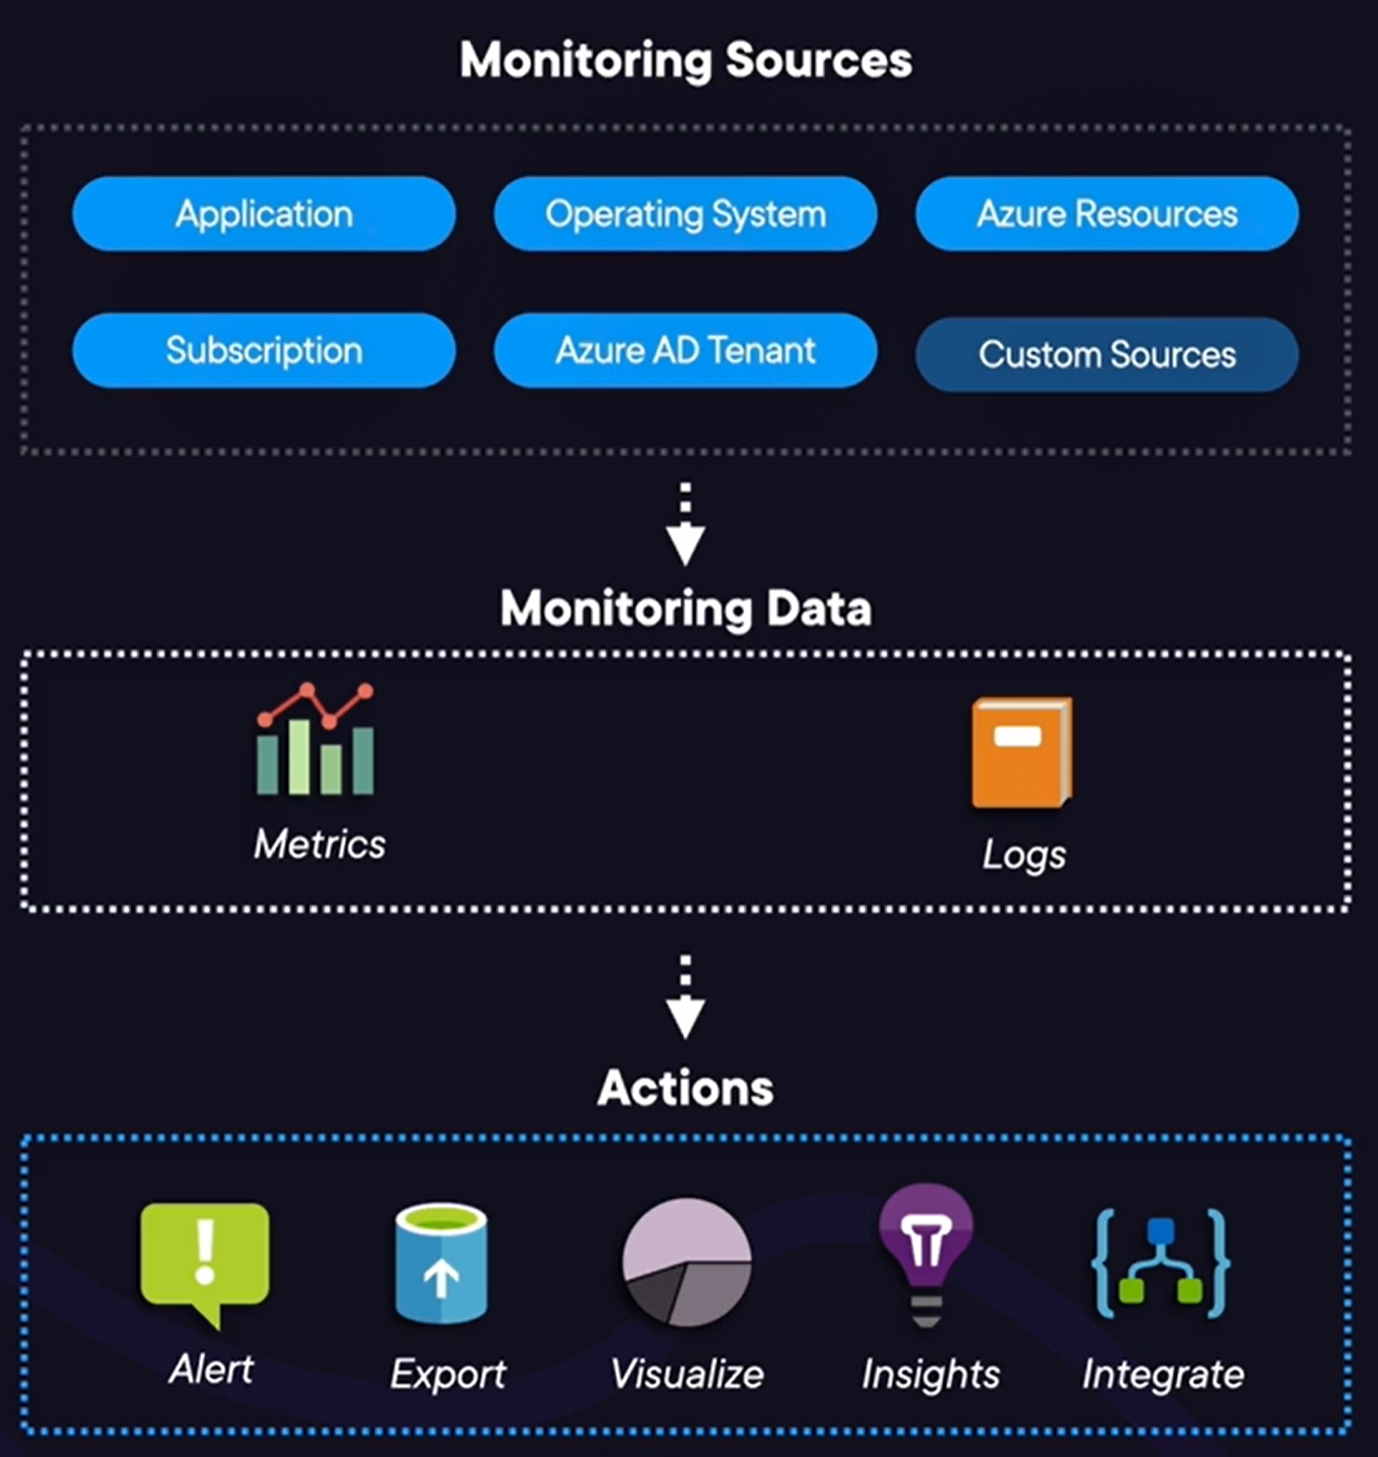 Monitoring Sources
Application
Operating System
Azure Resources
Subscription
Azure AD Tenant
Custom Sources
Monitoring Data
Metrics
Logs
Actions
Alert
Export
Visualize
Insights
Integrate